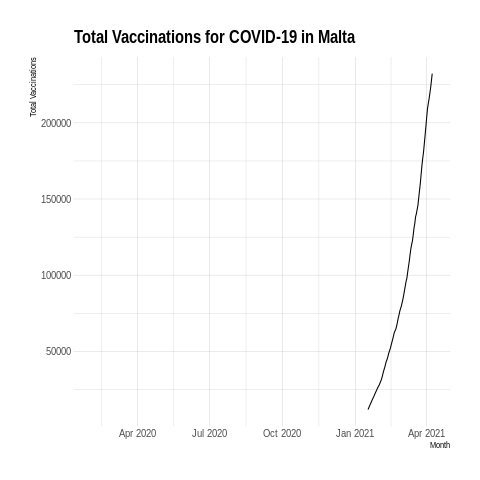 Total Vaccinations for COVID-19 in Malta
Total Vaccinations
200000
150000
100000
50000
Apr 2020 Jul 2020 Oct 2020 Jan 2021 Apr 2021
Month